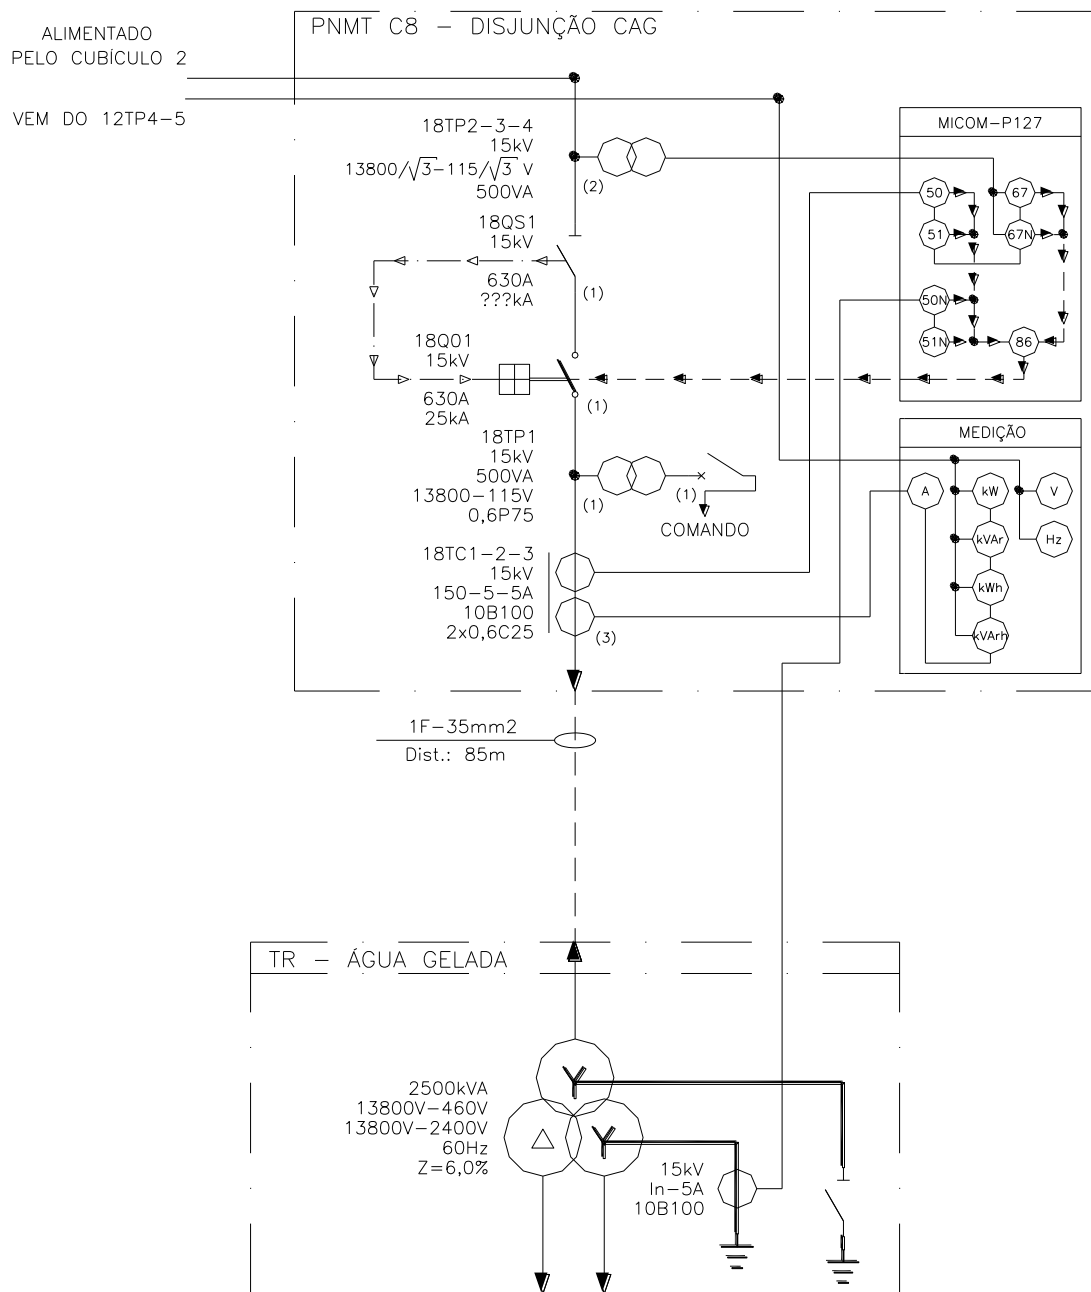 PNMT C8 – DISJUNÇÃO CAG
ALIMENTADO
PELO CUBÍCULO 2
VEM DO 12TP4–5
18TP2–3–4
15kV
13800/√3–115/√3 V
500VA
(2)
MICOM–P127
50
67
51
67N
50N
51N
86
18QS1
15kV
630A
???kA
(1)
18Q01
15kV
630A
25kA
(1)
MEDIÇÃO
A
kW
V
kVAr
Hz
kWh
kVArh
18TP1
15kV
500VA
13800–115V
0,6P75
(1)
(1)
COMANDO
18TC1–2–3
15kV
150–5–5A
10B100
2x0,6C25
(3)
1F–35mm2
Dist.: 85m
TR – ÁGUA GELADA
2500kVA
13800V–460V
13800V–2400V
60Hz
Z=6,0%
15kV
In–5A
10B100